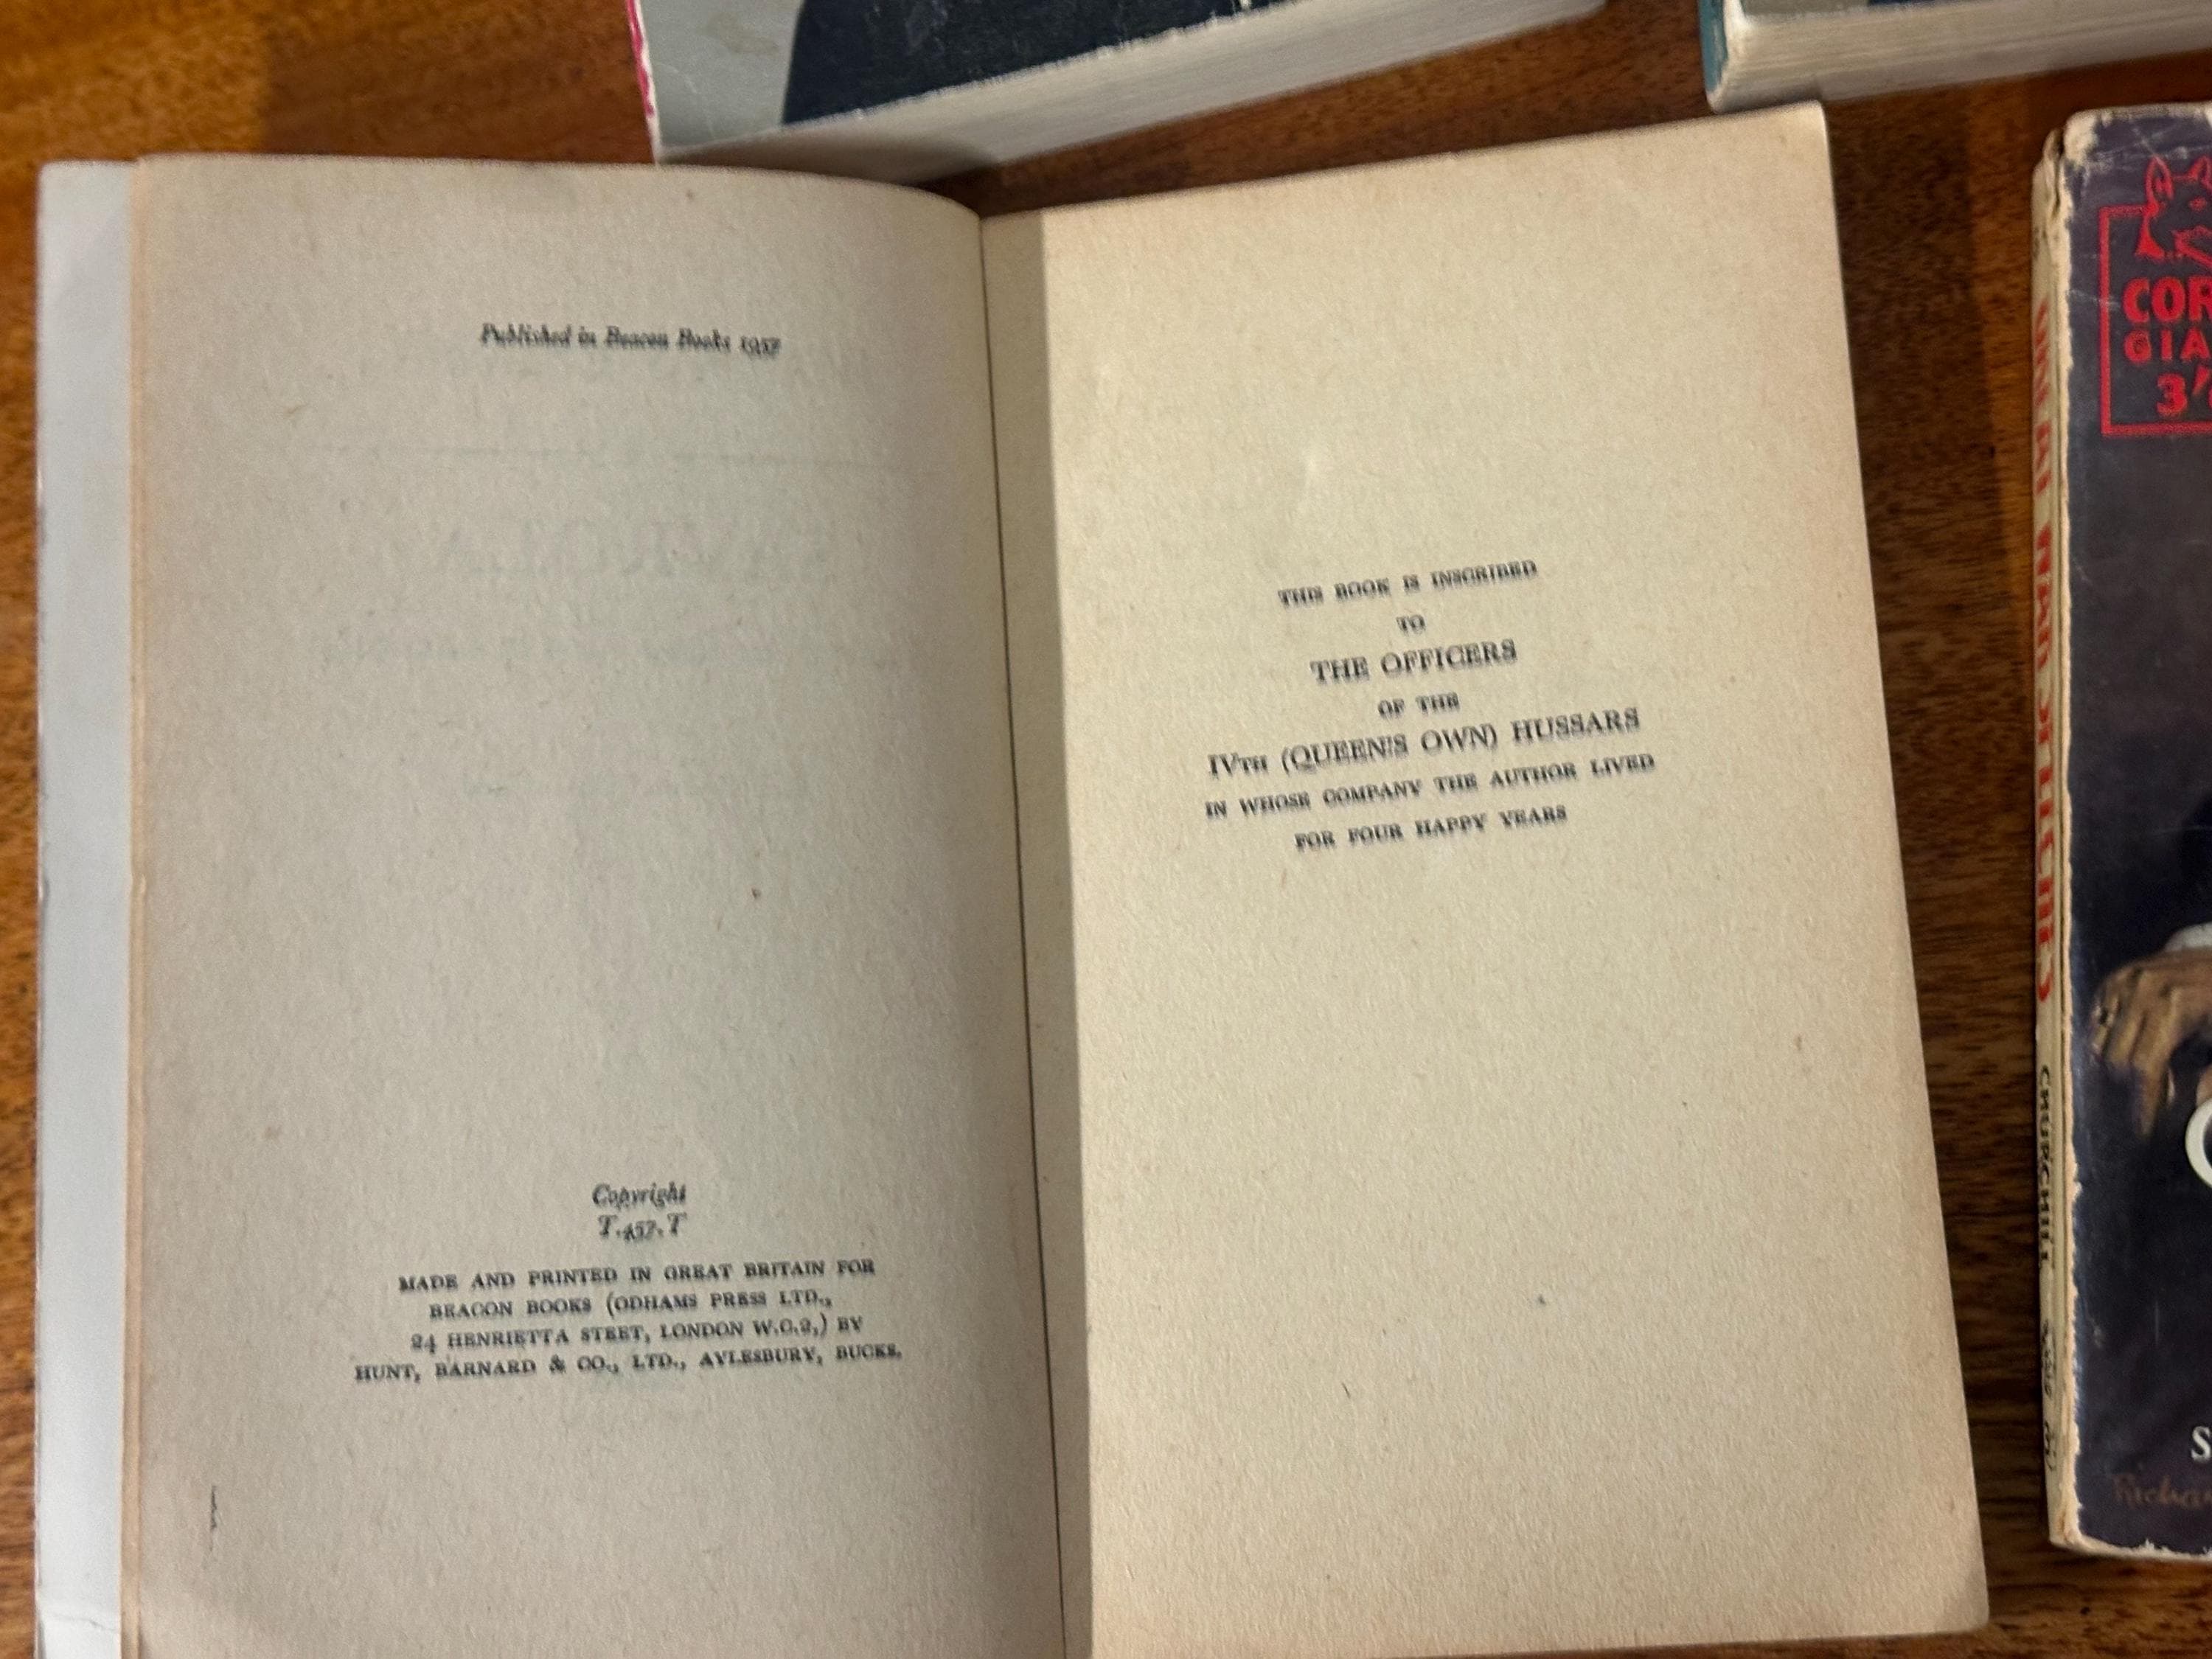 Published in Beacon Books 1957
Copyright
T.457.T
MADE AND PRINTED IN GREAT BRITAIN FOR
BEACON BOOKS (ODHAMS PRESS LTD.,
24 HENRIETTA STEET, LONDON W.C.2,) BY
HUNT, BARNARD & CO., LTD., AYLESBURY, BUCKS.
THIS BOOK IS INSCRIBED
TO
THE OFFICERS
OF THE
IVTH (QUEEN'S OWN) HUSSARS
IN WHOSE COMPANY THE AUTHOR LIVED
FOR FOUR HAPPY YEARS
COR
GIA
3'
CHURCHILL
S
Richa